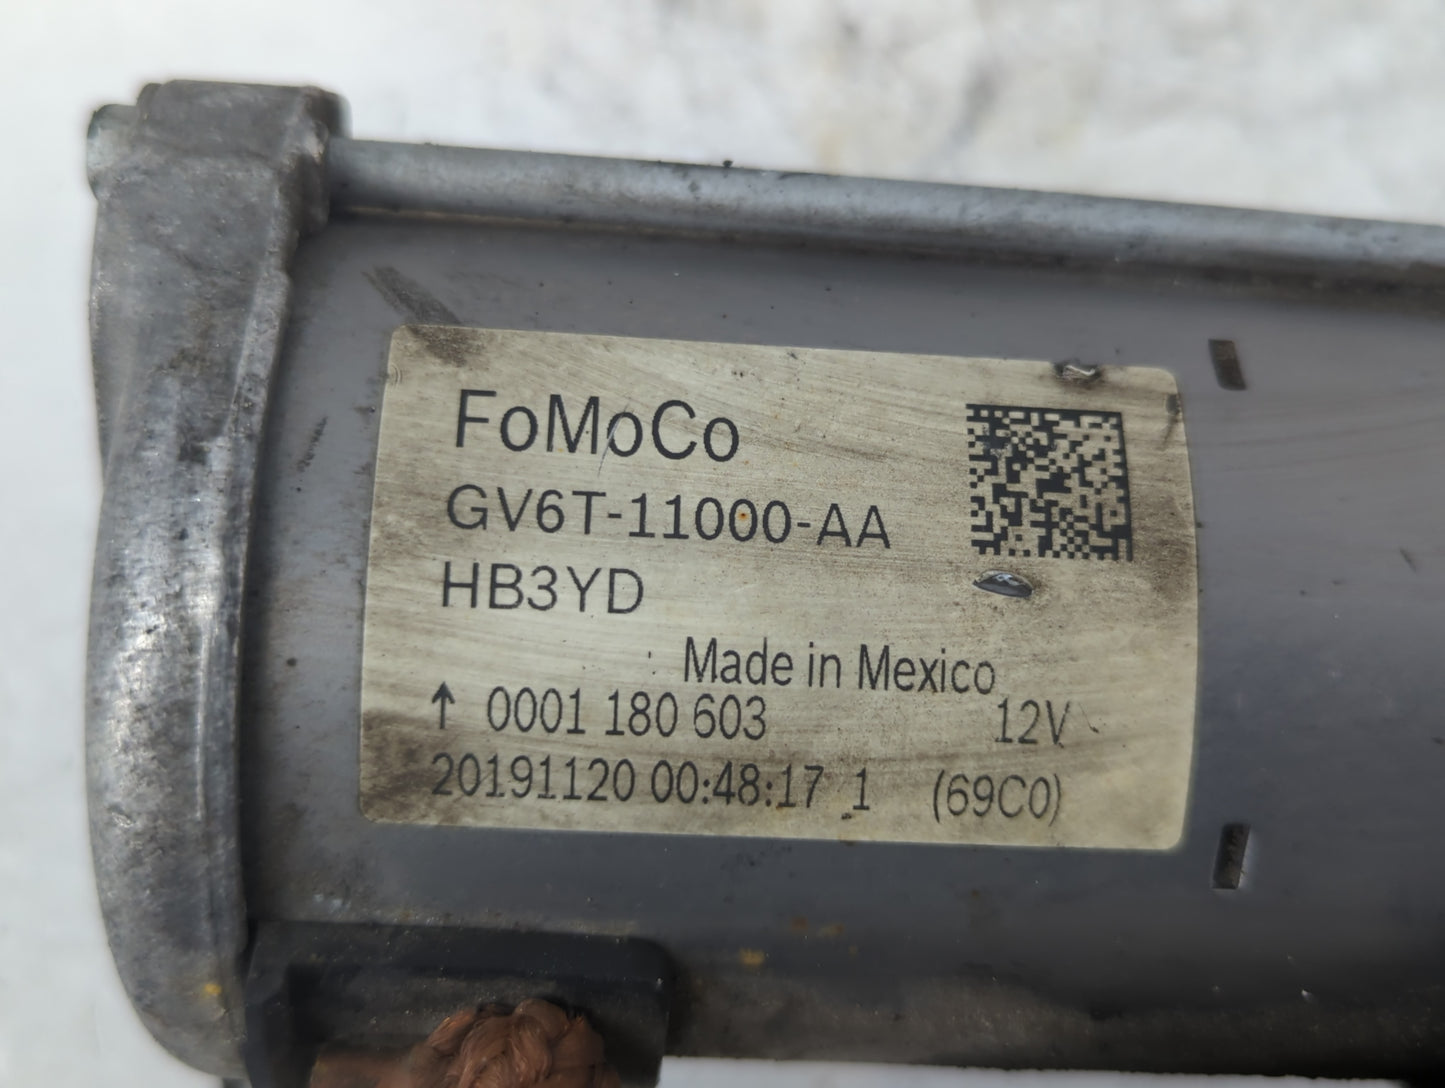 FoMoCo
GV6T-11000-AA
HB3YD
Made in Mexico
↑ 0001 180 603 12V
20191120 00:48:17 1 (69C0)